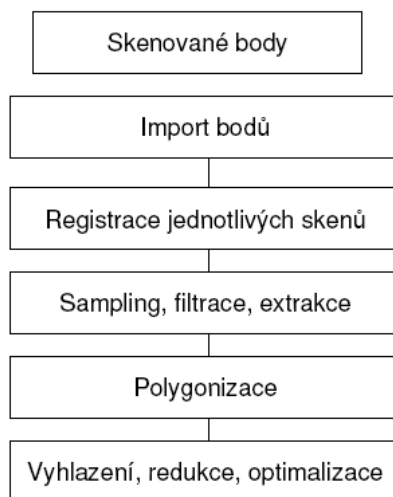 Skenované body
Import bodů
Registrace jednotlivých skenů
Sampling, filtrace, extrakce
Polygonizace
Vyhlazení, redukce, optimalizace